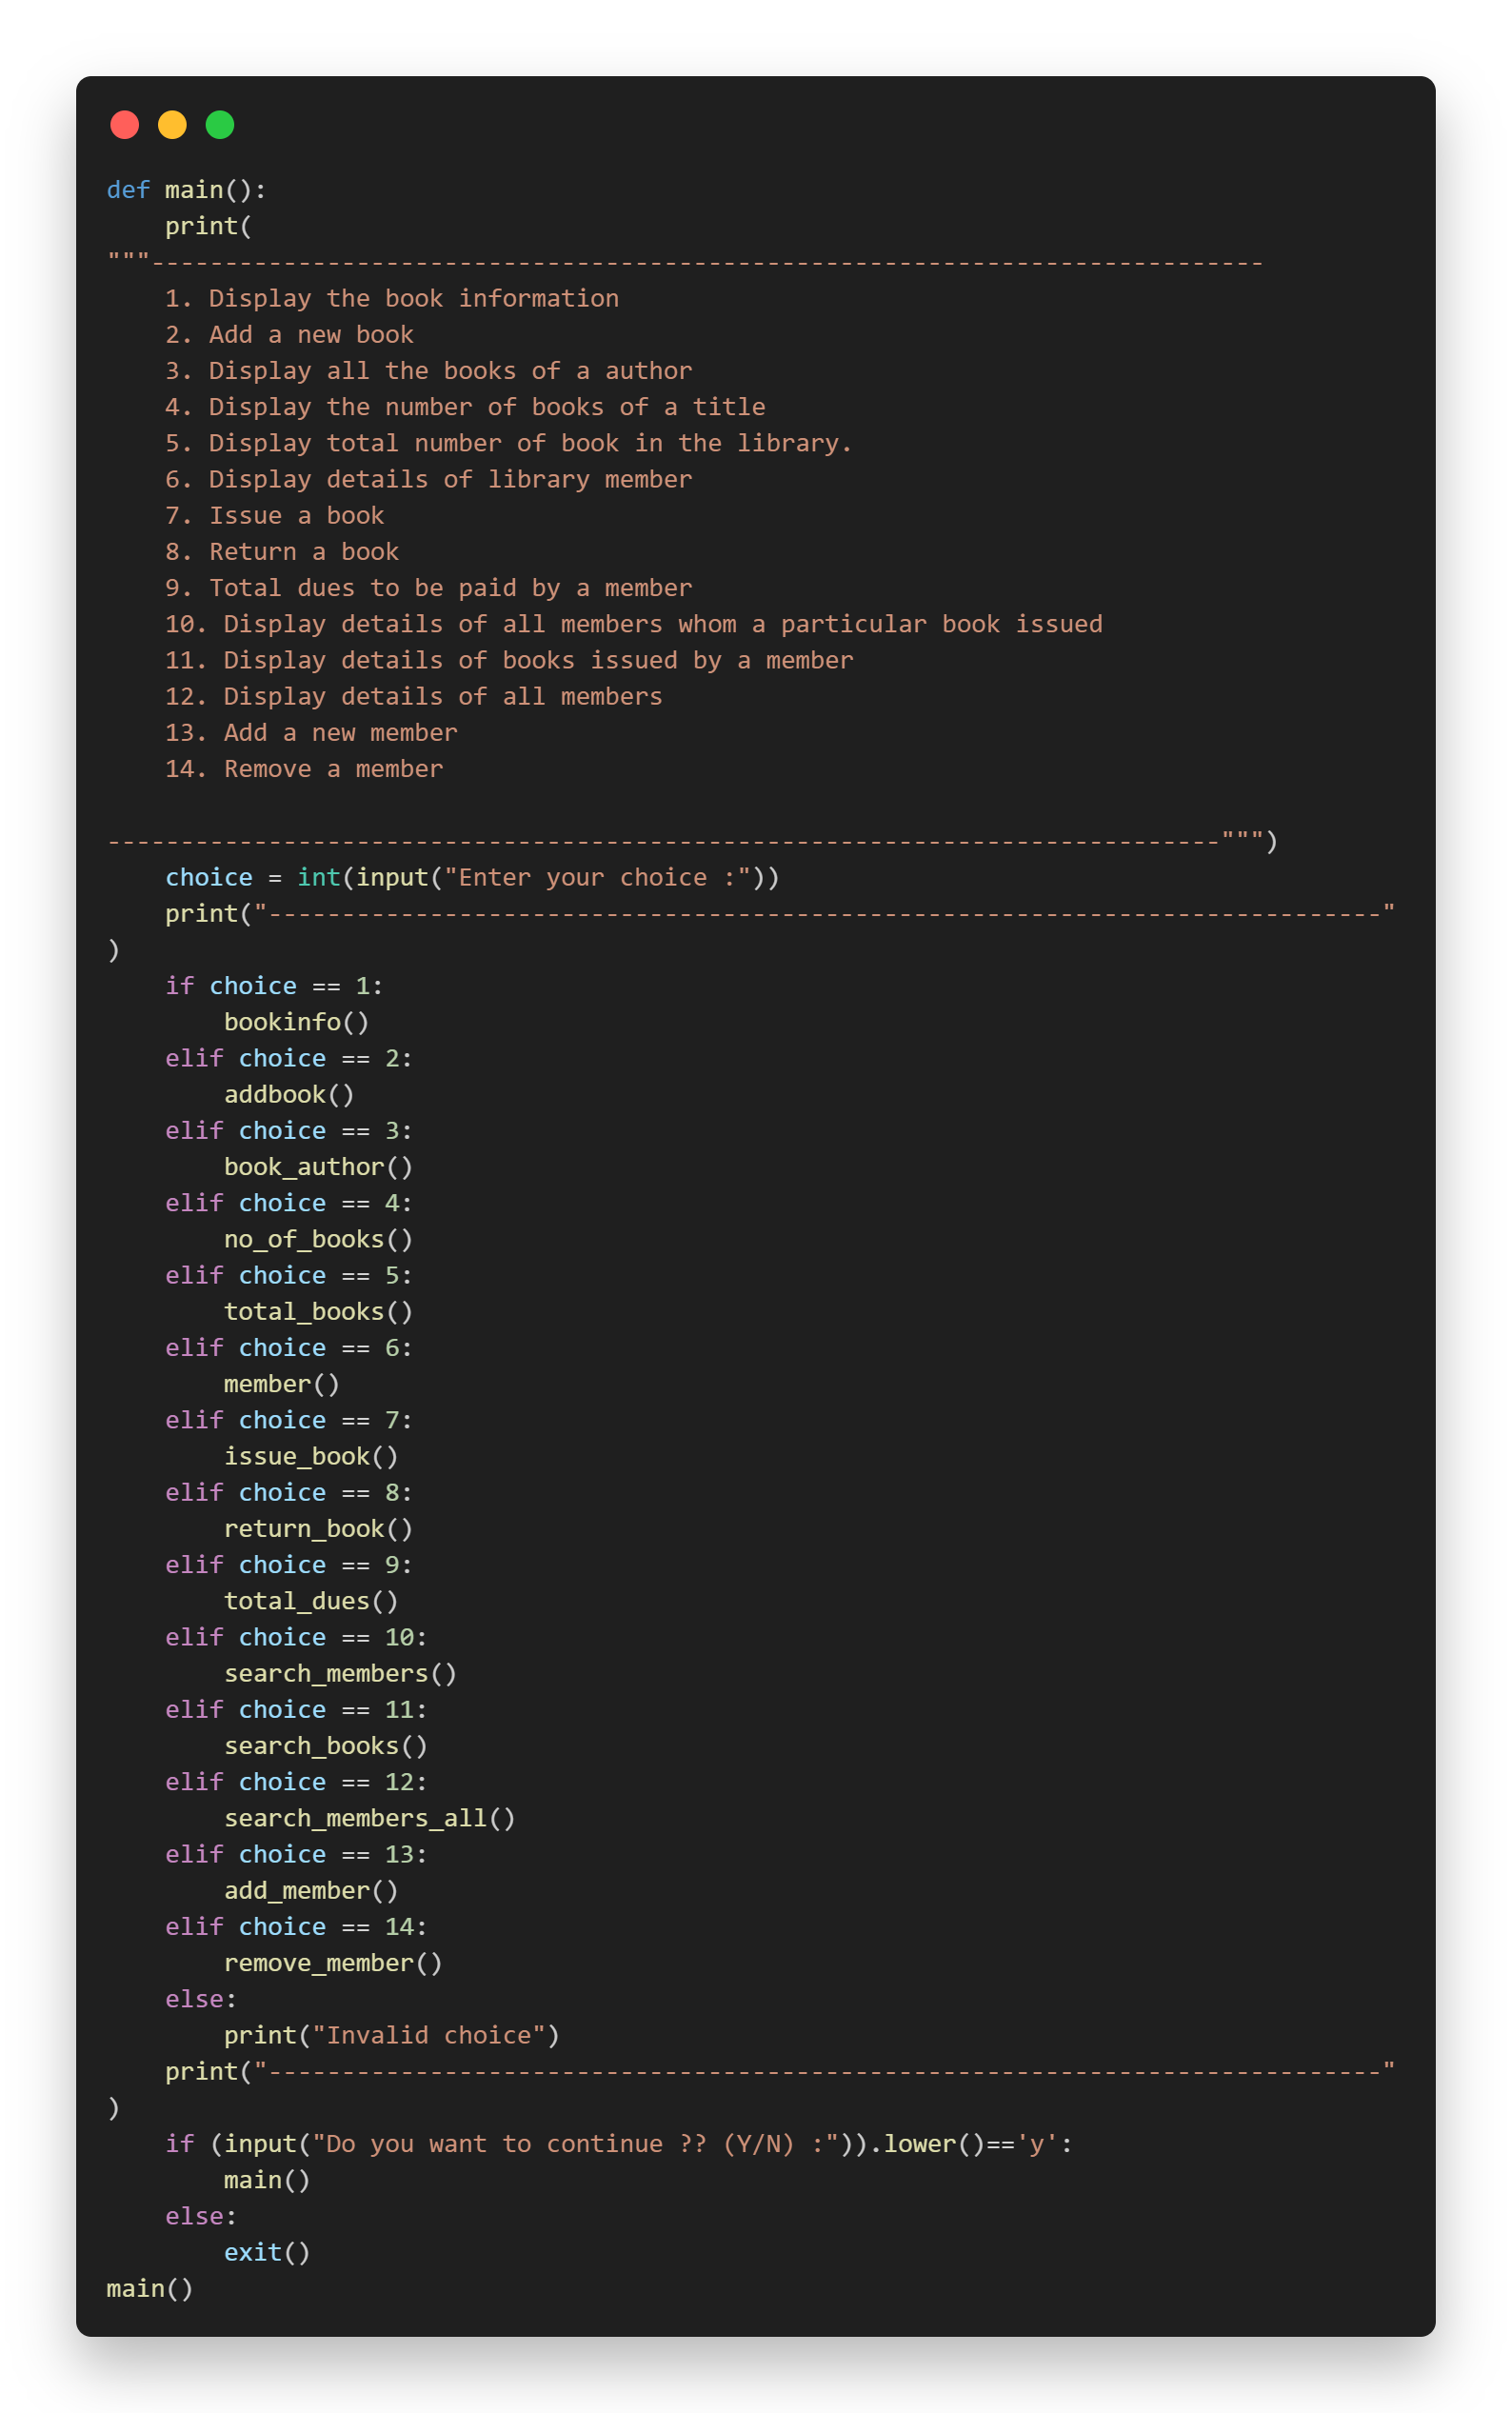 def main():
    print(
"""----------------------------------------------------------------------------
    1. Display the book information
    2. Add a new book
    3. Display all the books of a author
    4. Display the number of books of a title
    5. Display total number of book in the library.
    6. Display details of library member
    7. Issue a book
    8. Return a book
    9. Total dues to be paid by a member
    10. Display details of all members whom a particular book issued
    11. Display details of books issued by a member
    12. Display details of all members
    13. Add a new member
    14. Remove a member

----------------------------------------------------------------------------""")
    choice = int(input("Enter your choice :"))
    print("----------------------------------------------------------------------------"
)
    if choice == 1:
        bookinfo()
    elif choice == 2:
        addbook()
    elif choice == 3:
        book_author()
    elif choice == 4:
        no_of_books()
    elif choice == 5:
        total_books()
    elif choice == 6:
        member()
    elif choice == 7:
        issue_book()
    elif choice == 8:
        return_book()
    elif choice == 9:
        total_dues()
    elif choice == 10:
        search_members()
    elif choice == 11:
        search_books()
    elif choice == 12:
        search_members_all()
    elif choice == 13:
        add_member()
    elif choice == 14:
        remove_member()
    else:
        print("Invalid choice")
    print("----------------------------------------------------------------------------"
)
    if (input("Do you want to continue ?? (Y/N) :")).lower()=='y':
        main()
    else:
        exit()
main()